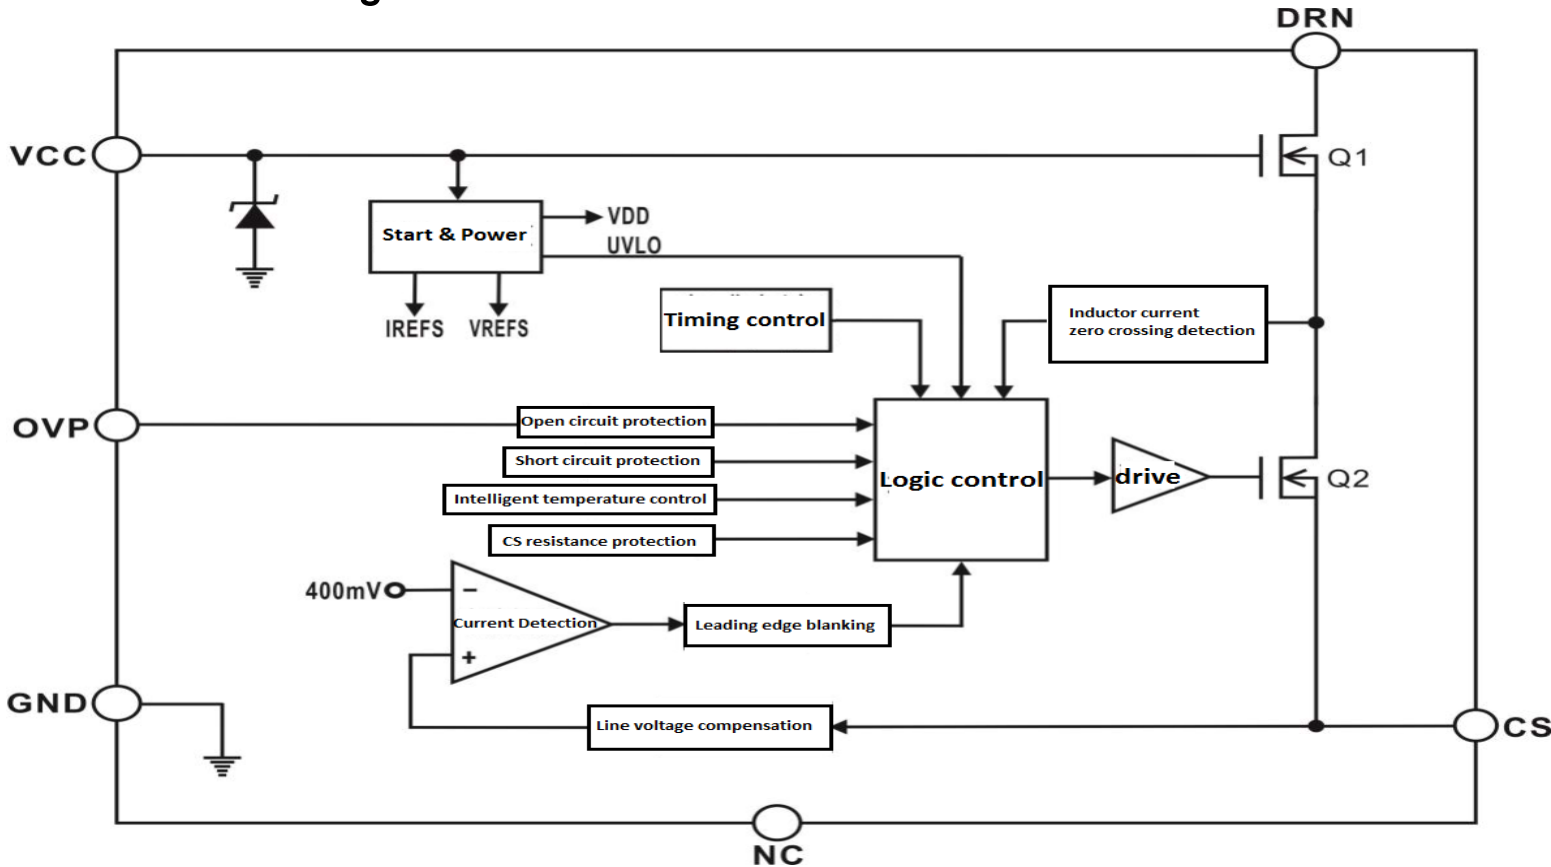 DRN
VCC
Q1
Start & Power
VDD
UVLO
IREFS VREFS
Timing control
Inductor current
zero crossing detection
OVP
Open circuit protection
Short circuit protection
Intelligent temperature control
CS resistance protection
Logic control
drive
Q2
400mV
−
Current Detection
+
Leading edge blanking
GND
Line voltage compensation
CS
NC